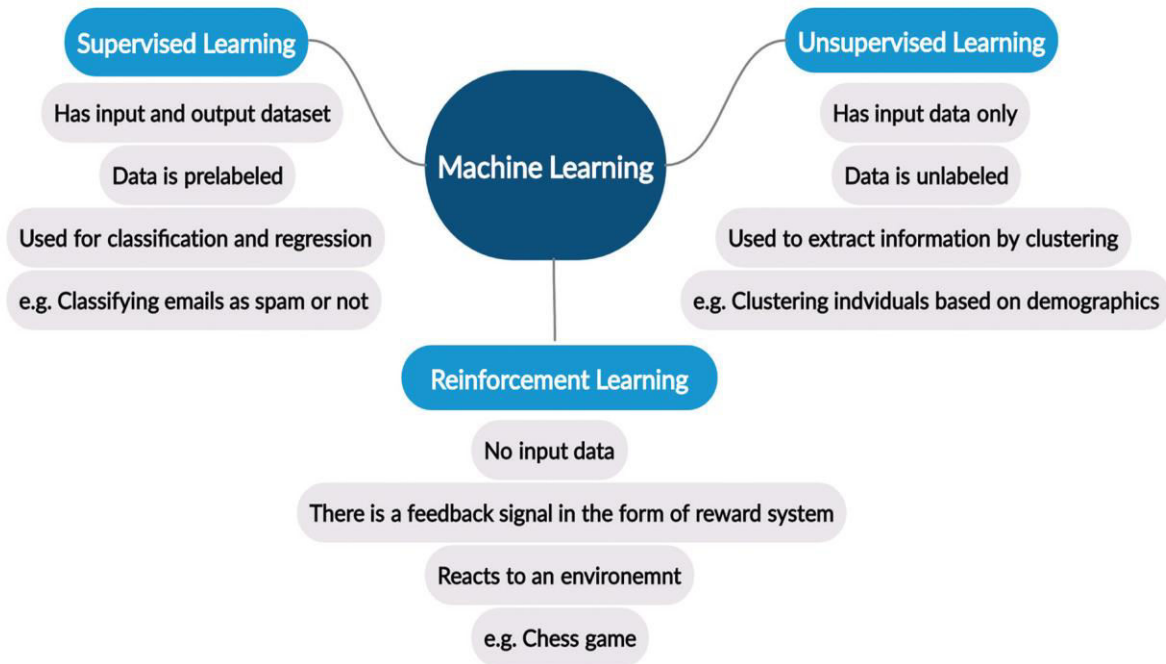 Supervised Learning
Has input and output dataset
Data is prelabeled
Used for classification and regression
e.g. Classifying emails as spam or not
Machine Learning
Unsupervised Learning
Has input data only
Data is unlabeled
Used to extract information by clustering
e.g. Clustering indviduals based on demographics
Reinforcement Learning
No input data
There is a feedback signal in the form of reward system
Reacts to an environemnt
e.g. Chess game